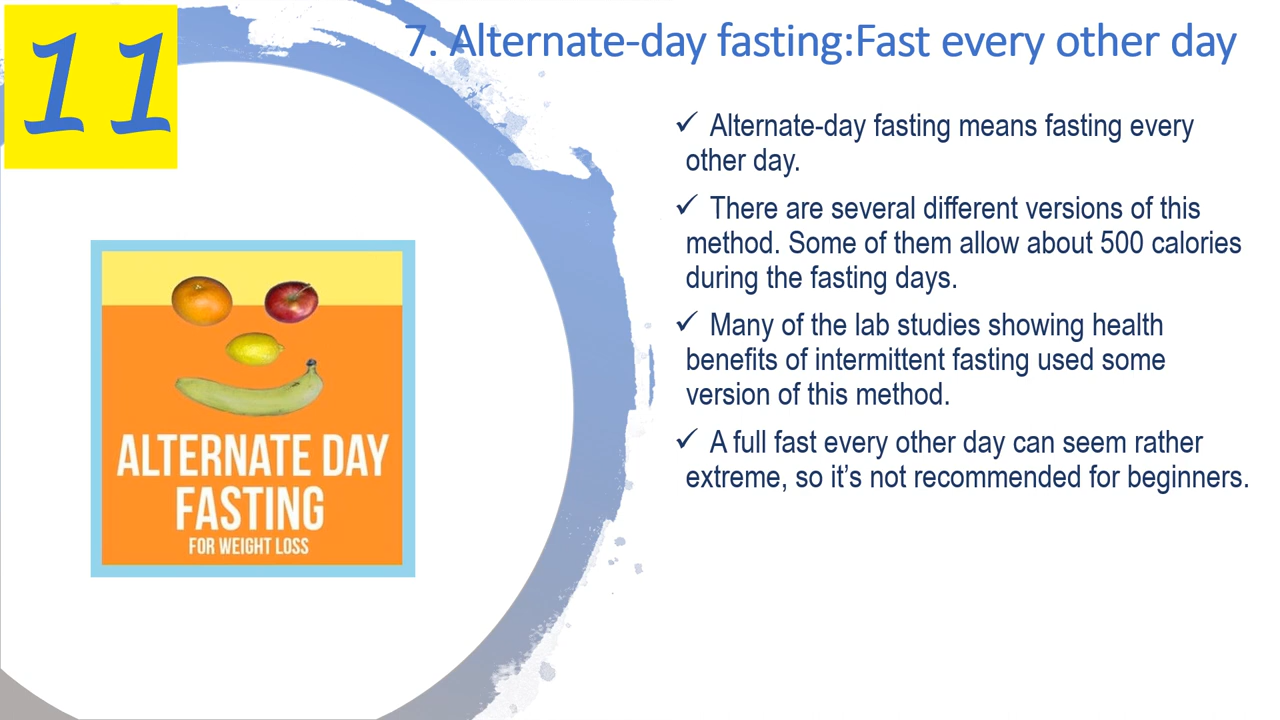 11
7. Alternate-day fasting:Fast every other day
✓ Alternate-day fasting means fasting every
other day.
✓ There are several different versions of this
method. Some of them allow about 500 calories
during the fasting days.
✓ Many of the lab studies showing health
benefits of intermittent fasting used some
version of this method.
✓ A full fast every other day can seem rather
extreme, so it’s not recommended for beginners.
ALTERNATE DAY
FASTING
FOR WEIGHT LOSS